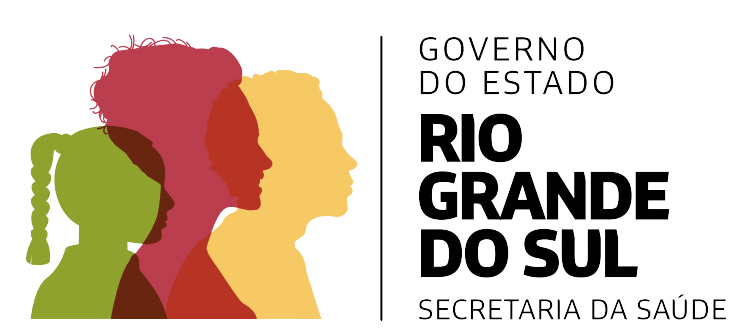 GOVERNO
DO ESTADO
RIO
GRANDE
DO SUL
SECRETARIA DA SAÚDE